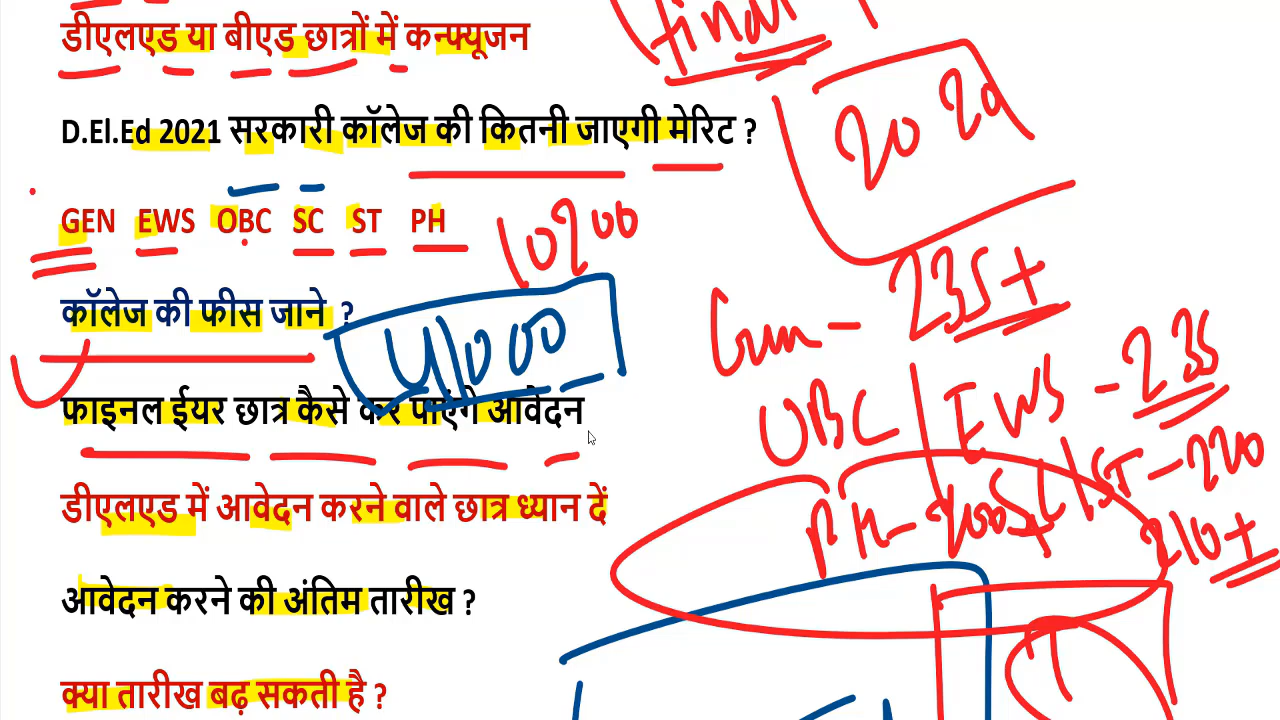 डीएलएड या बीएड छात्रों में कन्फ्यूजन
final
2029
D.El.Ed 2021 सरकारी कॉलेज की कितनी जाएगी मेरिट ?
GEN EWS OBC SC ST PH
10200
Gen - 235+
कॉलेज की फीस जाने ?
41000
OBC | EWS - 235
फाइनल ईयर छात्र कैसे कर पाएंगे आवेदन
ST - 220
210+
PH - 200
डीएलएड में आवेदन करने वाले छात्र ध्यान दें
आवेदन करने की अंतिम तारीख ?
क्या तारीख बढ़ सकती है ?